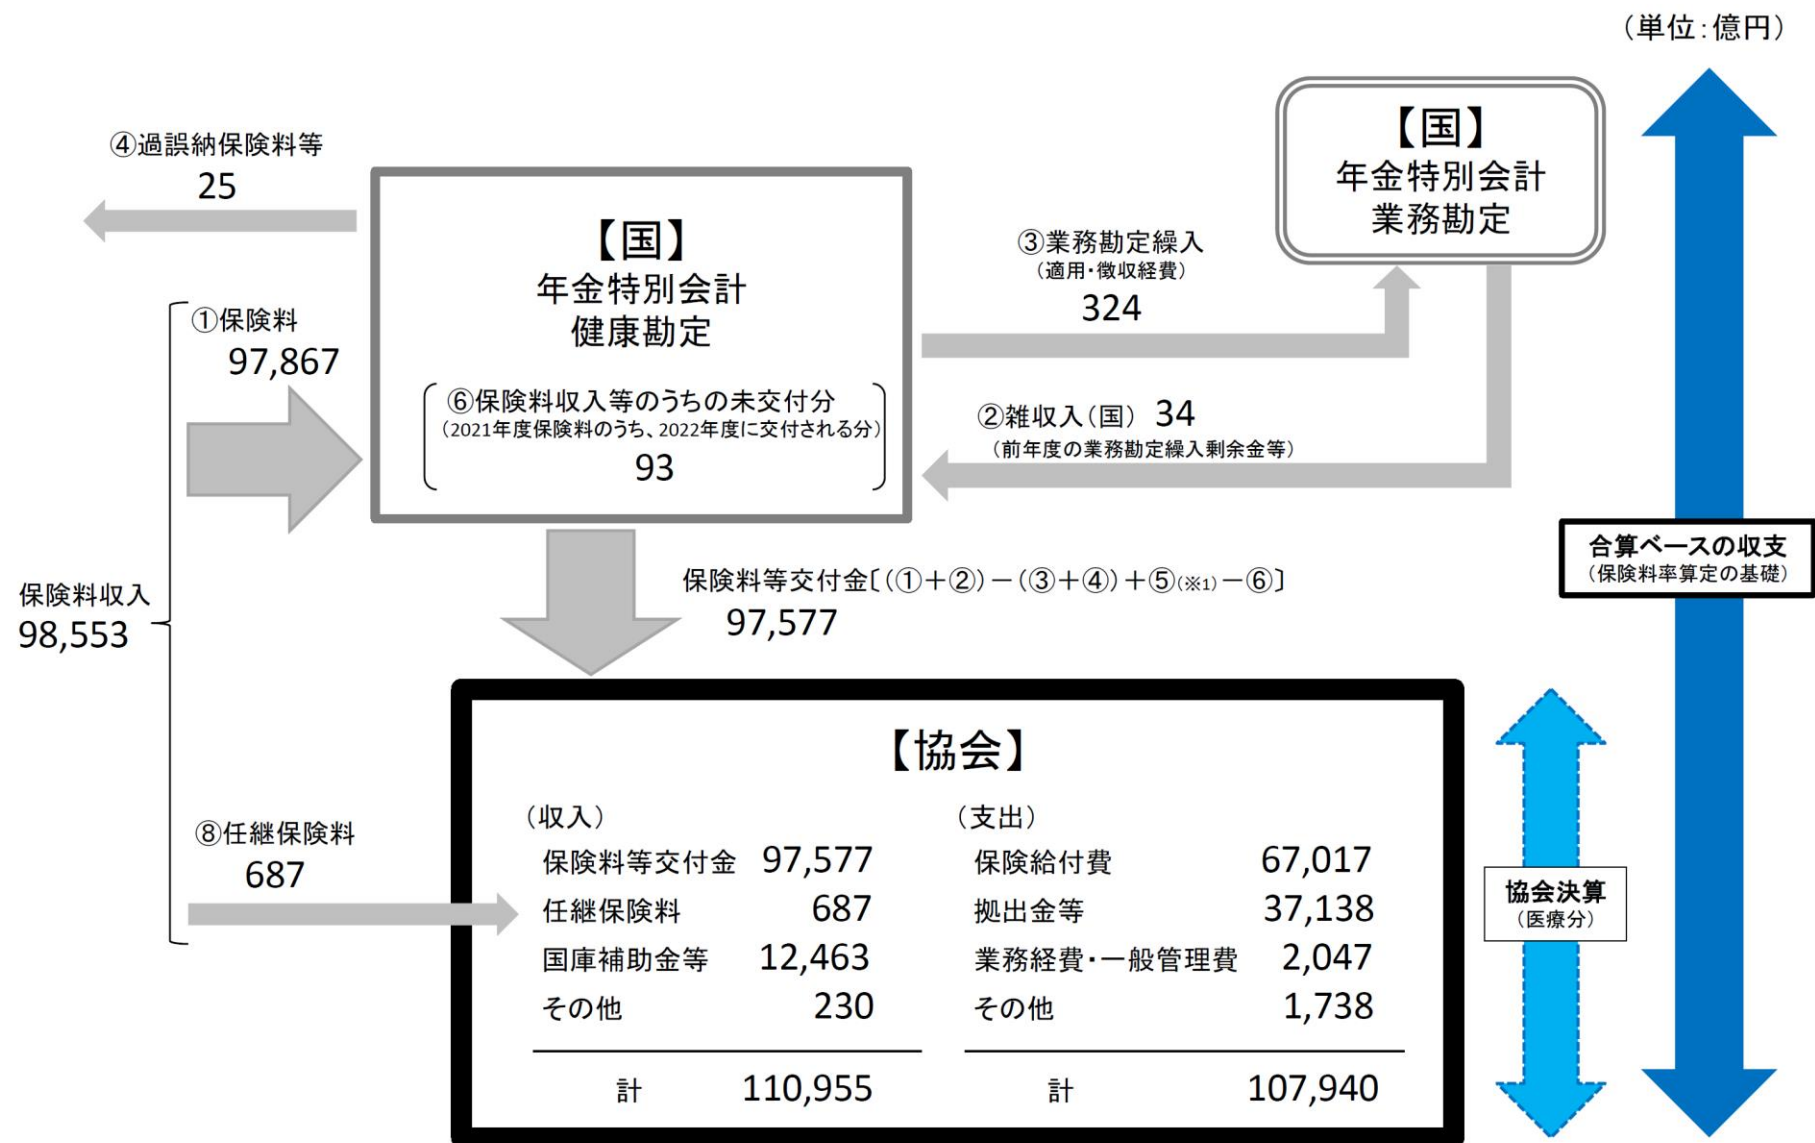 (単位:億円)
④過誤納保険料等
25
【国】
年金特別会計
健康勘定
⑥保険料収入等のうちの未交付分
(2021年度保険料のうち、2022年度に交付される分)
93
【国】
年金特別会計
業務勘定
③業務勘定繰入
(適用・徴収経費)
324
②雑収入(国) 34
(前年度の業務勘定繰入剰余金等)
①保険料
97,867
保険料収入
98,553
保険料等交付金〔(①+②)-(③+④)+⑤(※1)-⑥〕
97,577
合算ベースの収支
(保険料率算定の基礎)
⑧任継保険料
687
【協会】
(収入)
保険料等交付金 97,577
任継保険料 687
国庫補助金等 12,463
その他 230
計 110,955
(支出)
保険給付費 67,017
拠出金等 37,138
業務経費・一般管理費 2,047
その他 1,738
計 107,940
協会決算
(医療分)